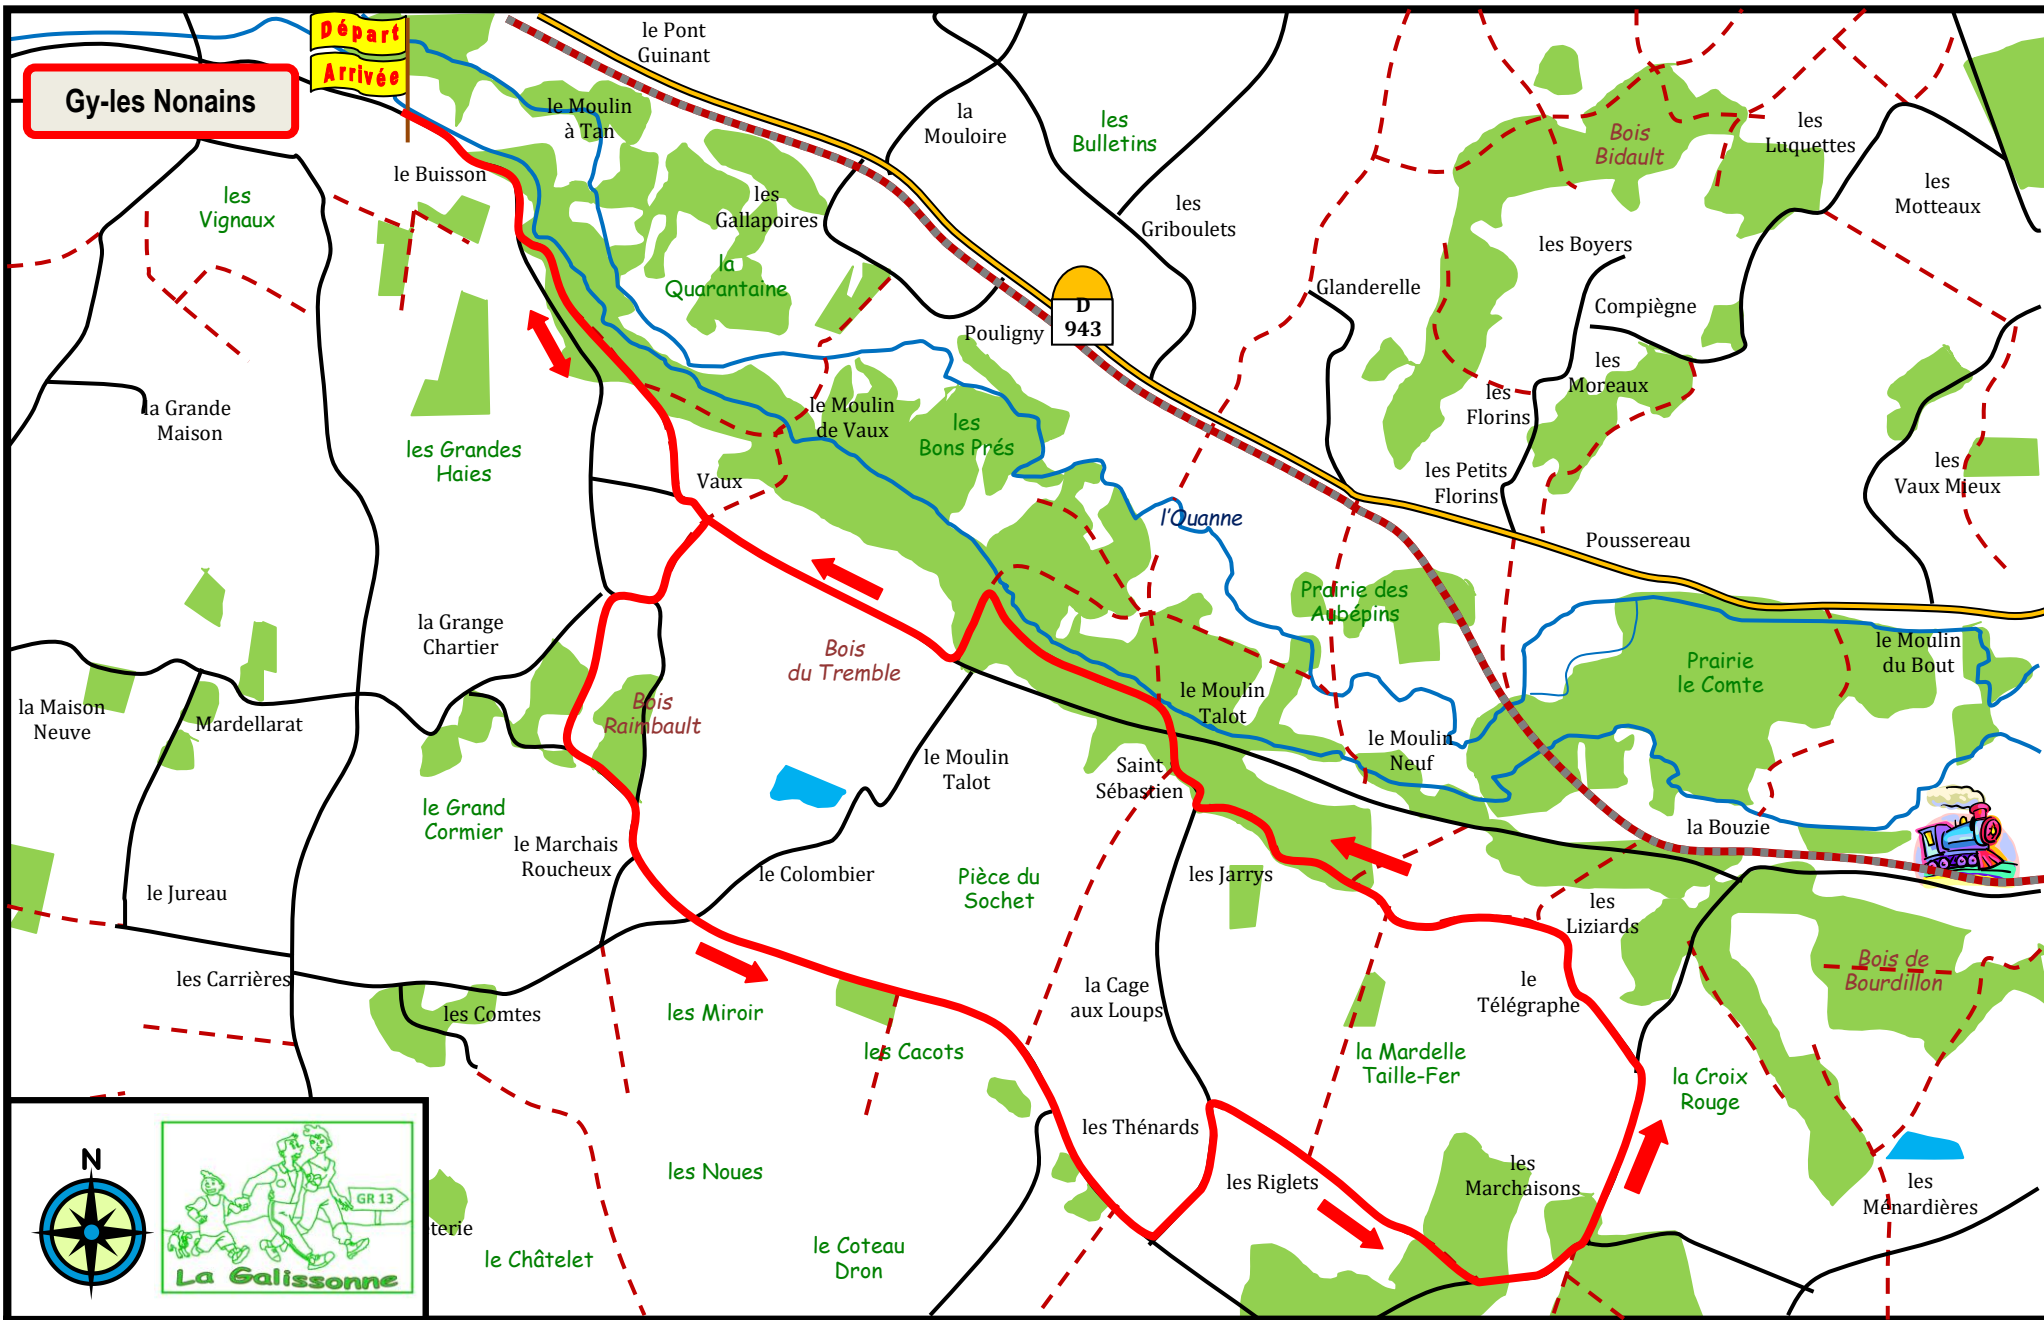 Départ
Arrivée
Gy-les Nonains
le Pont
Guinant
le Moulin
à Tan
la
Mouloire
les
Bulletins
Bois
Bidault
les
Luquettes
le Buisson
les
Vignaux
les
Gallapoires
les
Griboulets
les
Motteaux
les Boyers
la
Quarantaine
Glanderelle
Compiègne
D
943
Pouligny
les
Moreaux
la Grande
Maison
le Moulin
de Vaux
les
Bons Prés
les
Florins
les Grandes
Haies
Vaux
les Petits
Florins
les
Vaux Mieux
l'Ouanne
Poussereau
Prairie des
Aubépins
la Grange
Chartier
Bois
du Tremble
le Moulin
du Bout
Prairie
le Comte
la Maison
Neuve
Mardellarat
Bois
Raimbault
le Moulin
Talot
le Moulin
Neuf
le Moulin
Talot
Saint
Sébastien
le Grand
Cormier
le Marchais
Roucheux
la Bouzie
le Colombier
Pièce du
Sochet
les Jarrys
le Jureau
les
Liziards
les Carrières
les Comtes
les Miroir
la Cage
aux Loups
le
Télégraphe
Bois de
Bourdillon
les Cacots
la Mardelle
Taille-Fer
la Croix
Rouge
les Thénards
les Noues
les Riglets
les
Marchaisons
les
Ménardières
N
GR 13
La Galissonne
terie
le Châtelet
le Coteau
Dron